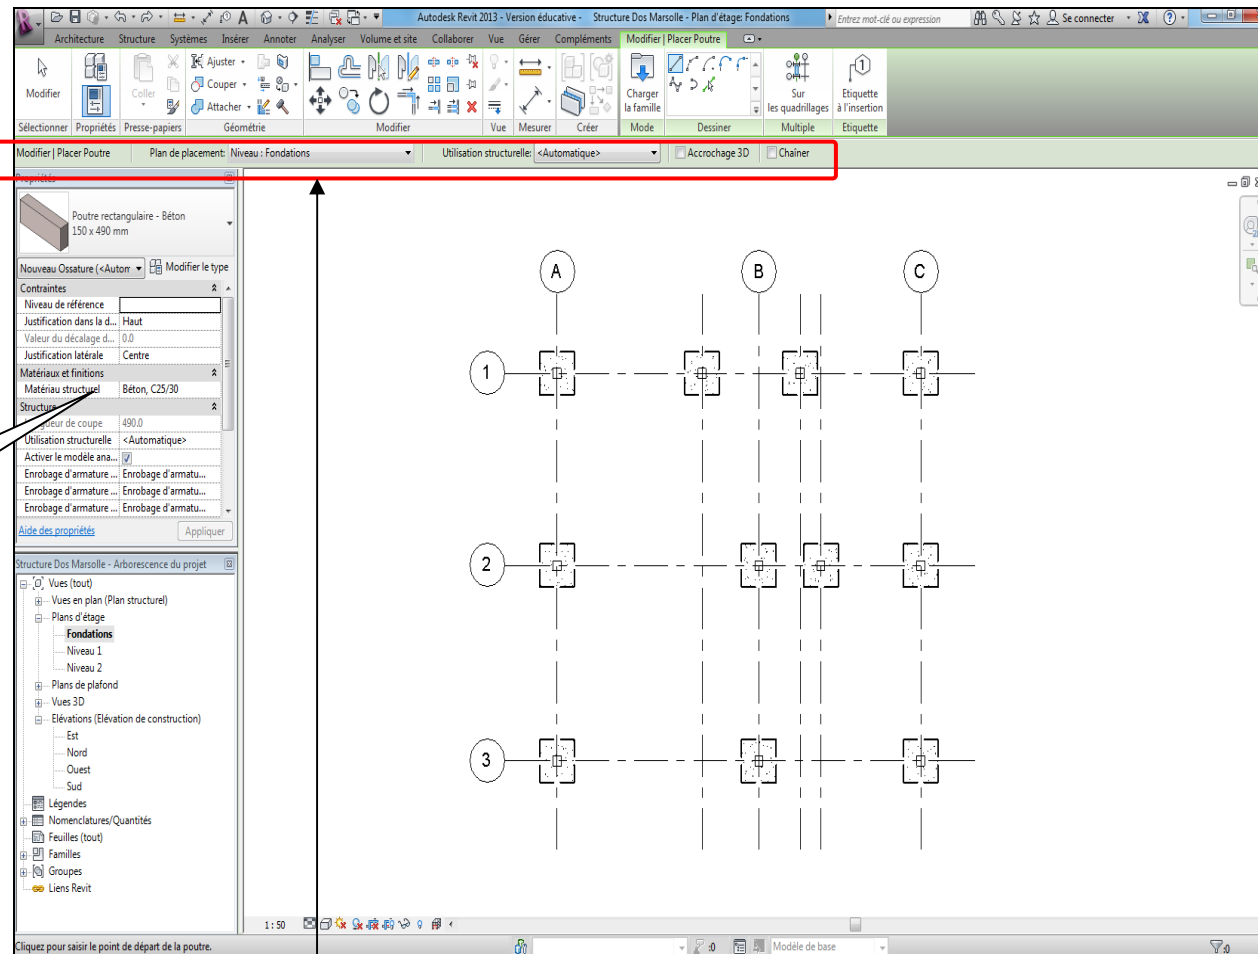 Autodesk Revit 2013 - Version éducative - Structure Dos Marsolle - Plan d'étage: Fondations
Entrez mot-clé ou expression
Se connecter
Architecture Structure Systèmes Insérer Annoter Analyser Volume et site Collaborer Vue Gérer Compléments Modifier | Placer Poutre
Modifier
Coller
Ajuster
Couper
Attacher
Charger
la famille
Sur
les quadrillages
Etiquette
à l'insertion
Sélectionner Propriétés Presse-papiers Géométrie Modifier Vue Mesurer Créer Mode Dessiner Multiple Etiquette
Modifier | Placer Poutre Plan de placement: Niveau : Fondations Utilisation structurelle: <Automatique> Accrochage 3D Chaîner
Propriétés
Poutre rectangulaire - Béton
150 x 490 mm
Nouveau Ossature (<Autom Modifier le type
Contraintes
Niveau de référence
Justification dans la d... Haut
Valeur du décalage d... 0.0
Justification latérale Centre
Matériaux et finitions
Matériau structurel Béton, C25/30
Structure
Longueur de coupe 490.0
Utilisation structurelle <Automatique>
Activer le modèle ana...
Enrobage d'armature ... Enrobage d'armatu...
Enrobage d'armature ... Enrobage d'armatu...
Enrobage d'armature ... Enrobage d'armatu...
Aide des propriétés Appliquer
Structure Dos Marsolle - Arborescence du projet
Vues (tout)
Vues en plan (Plan structurel)
Plans d'étage
Fondations
Niveau 1
Niveau 2
Plans de plafond
Vues 3D
Elévations (Elévation de construction)
Est
Nord
Ouest
Sud
Légendes
Nomenclatures/Quantités
Feuilles (tout)
Familles
Groupes
Liens Revit
A B C
1
2
3
1 : 50
Cliquez pour saisir le point de départ de la poutre.
:0
Modèle de base
:0